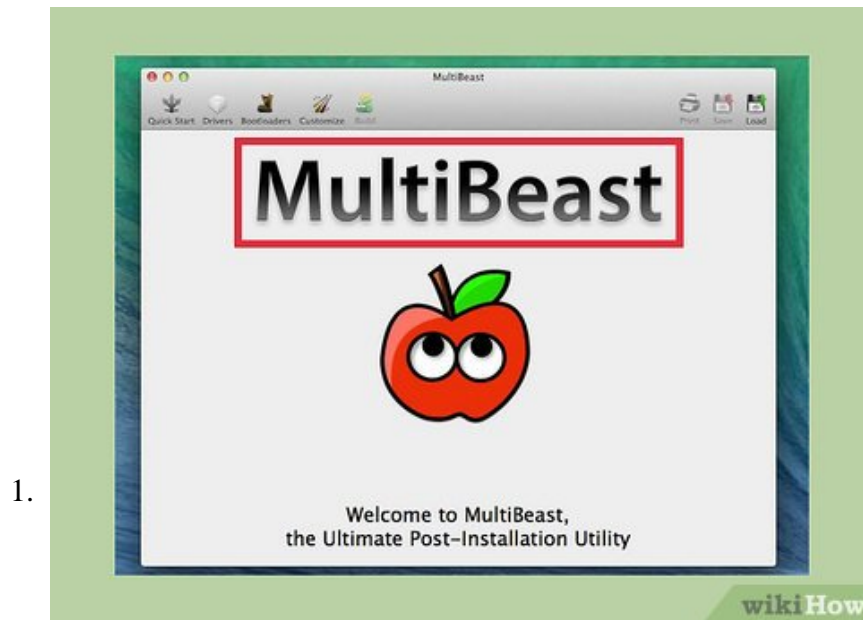 MultiBeast
Quick Start Drivers Bootloaders Customize Build Print Save Load
MultiBeast
1.
Welcome to MultiBeast,
the Ultimate Post-Installation Utility
wikiHow